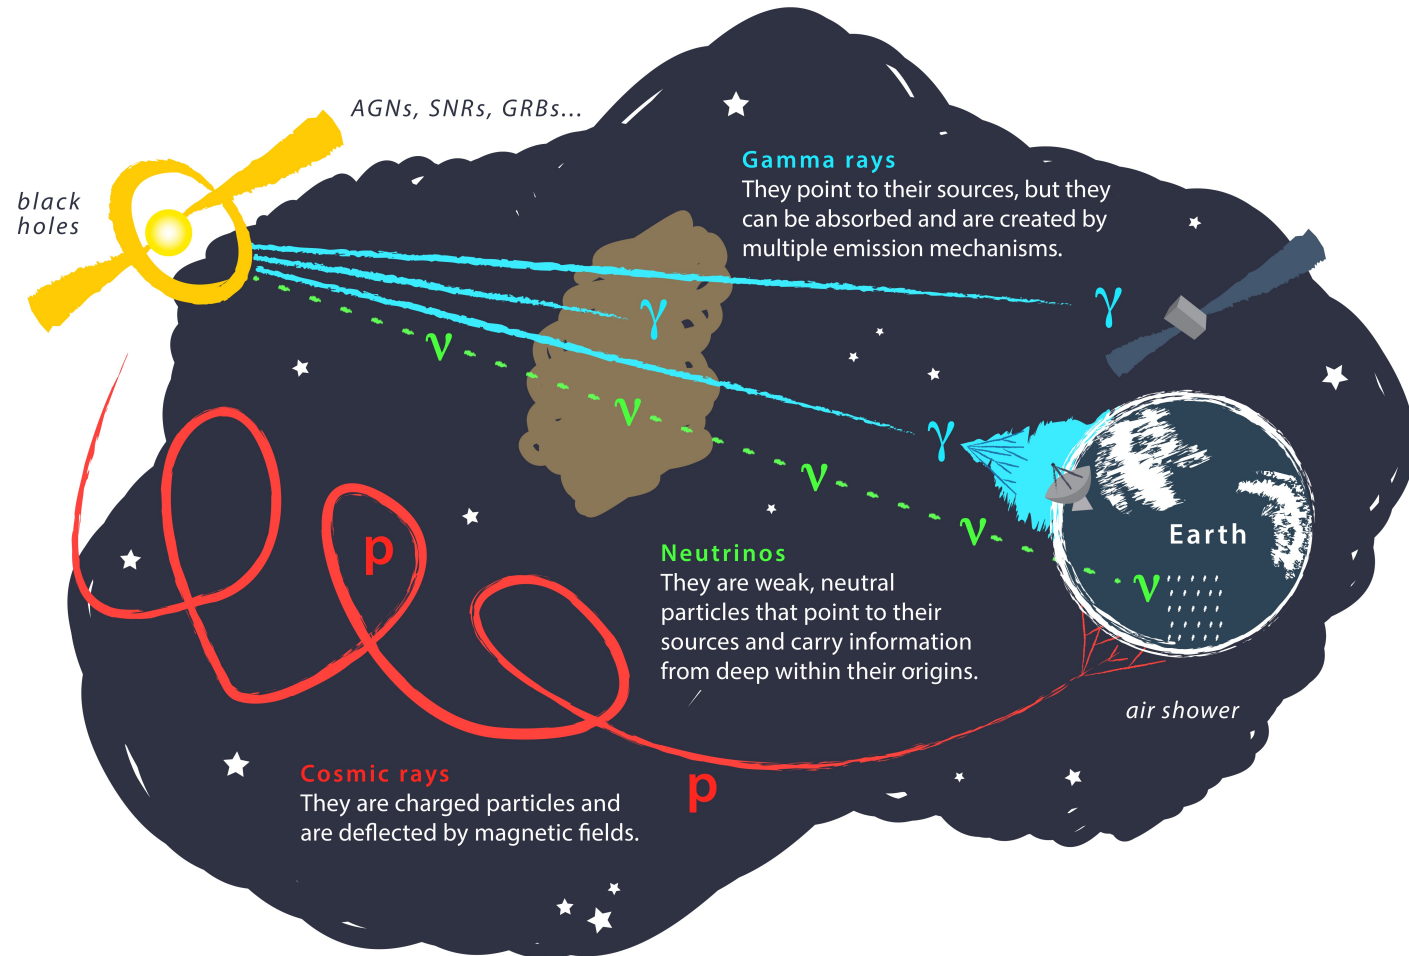 AGNs, SNRs, GRBs...
black
holes
Gamma rays
They point to their sources, but they
can be absorbed and are created by
multiple emission mechanisms.
γ
γ
ν
γ
ν
ν
ν
Earth
ν
p
Neutrinos
They are weak, neutral
particles that point to their
sources and carry information
from deep within their origins.
air shower
Cosmic rays
They are charged particles and
are deflected by magnetic fields.
p